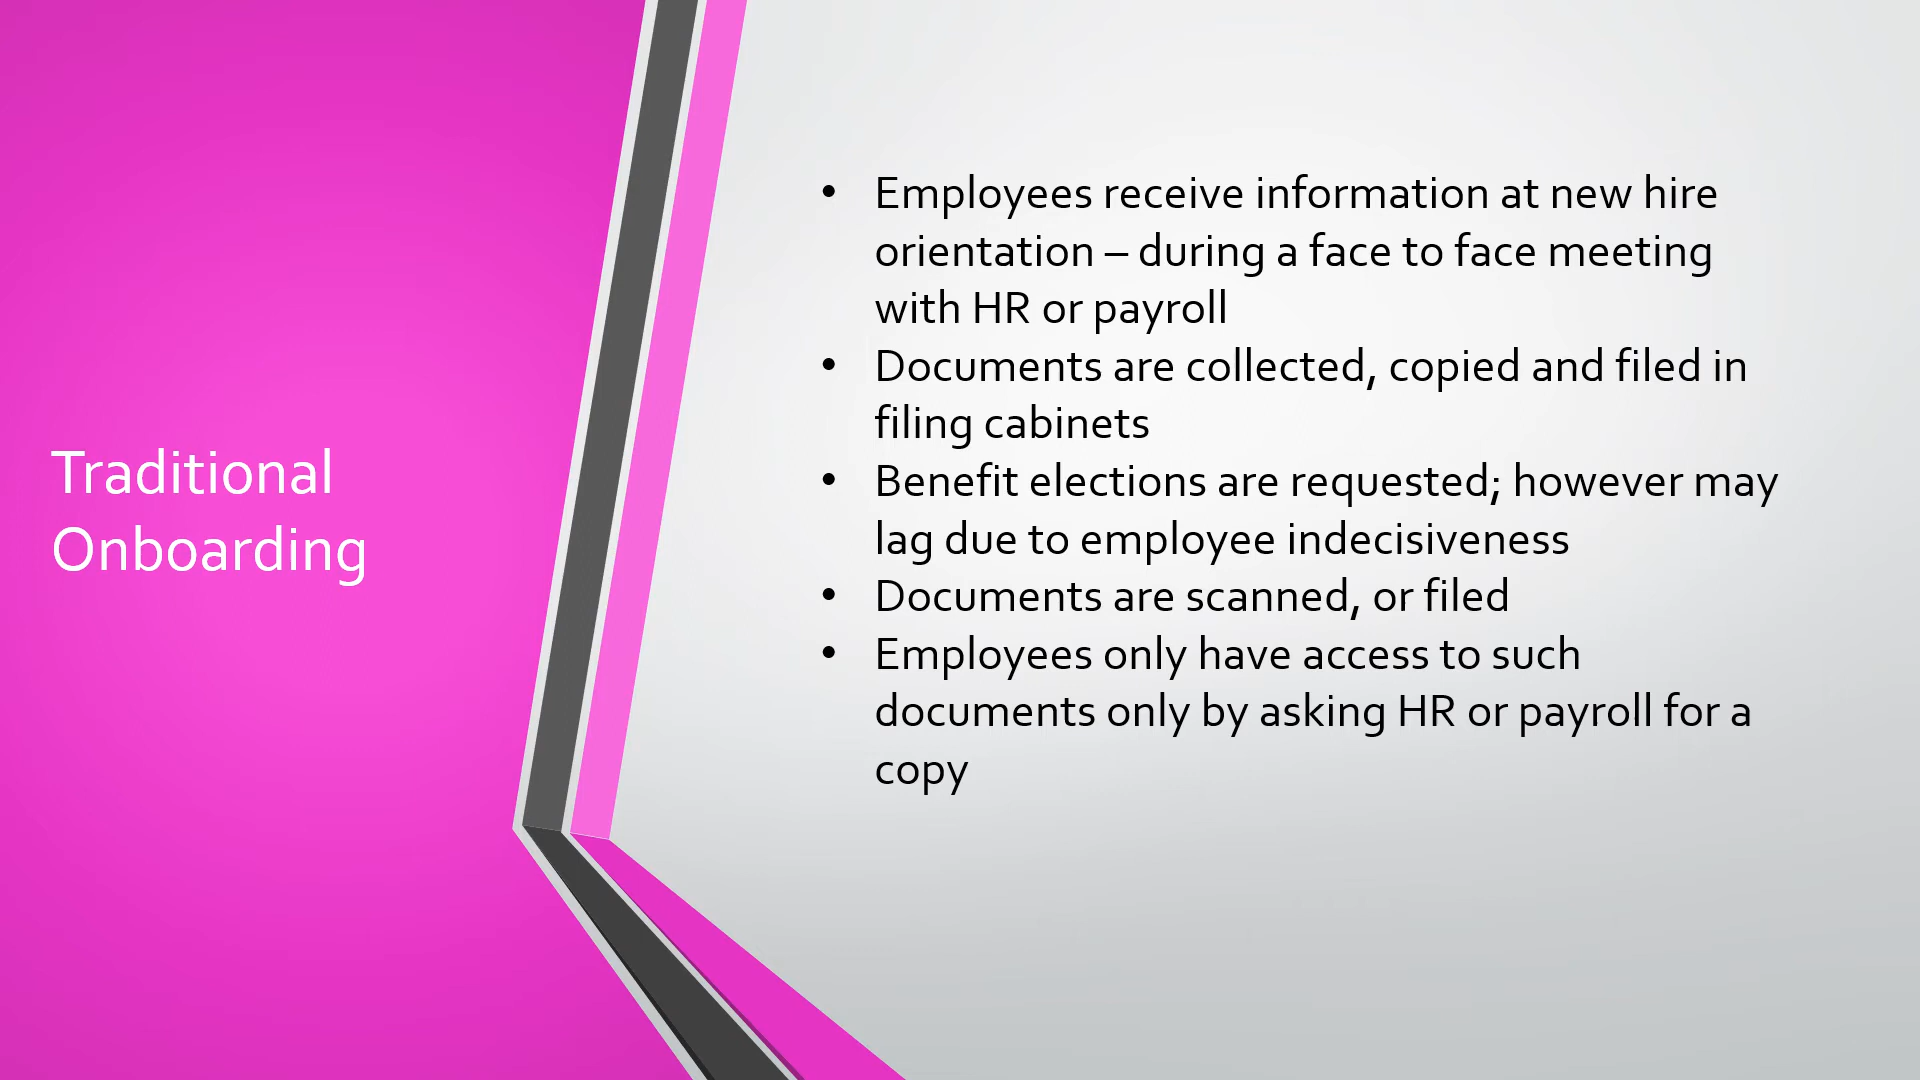 Traditional
Onboarding
• Employees receive information at new hire
orientation – during a face to face meeting
with HR or payroll
• Documents are collected, copied and filed in
filing cabinets
• Benefit elections are requested; however may
lag due to employee indecisiveness
• Documents are scanned, or filed
• Employees only have access to such
documents only by asking HR or payroll for a
copy